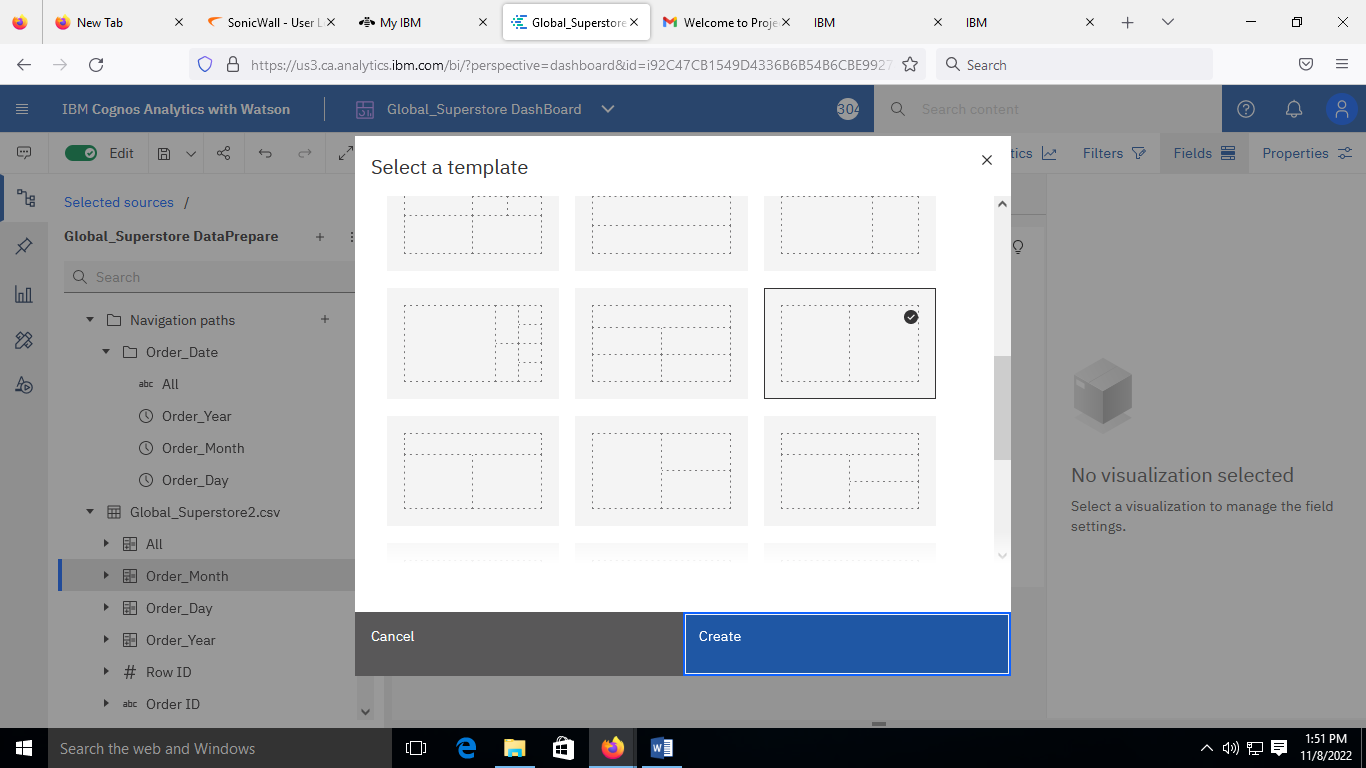 New Tab
SonicWall - User L
My IBM
Global_Superstore
Welcome to Proje
IBM
IBM
https://us3.ca.analytics.ibm.com/bi/?perspective=dashboard&id=i92C47CB1549D4336B6B54B6CBE9927
Search
IBM Cognos Analytics with Watson
Global_Superstore DashBoard
304
Search content
Edit
tics
Filters
Fields
Properties
Select a template
Selected sources /
Global_Superstore DataPrepare
Search
Navigation paths
Order_Date
abc All
Order_Year
Order_Month
Order_Day
Global_Superstore2.csv
All
Order_Month
Order_Day
Order_Year
# Row ID
abc Order ID
No visualization selected
Select a visualization to manage the field
settings.
Cancel
Create
Search the web and Windows
1:51 PM
11/8/2022